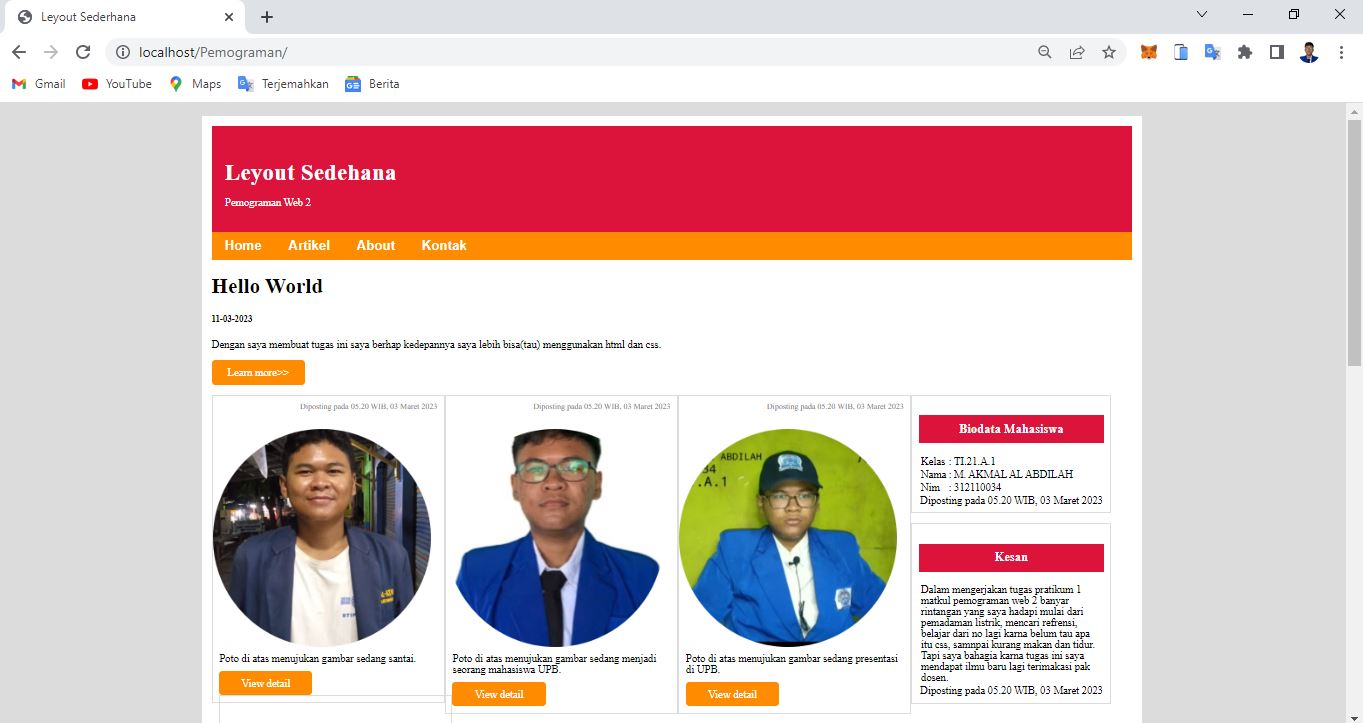 Leyout Sederhana
localhost/Pemograman/
Gmail
YouTube
Maps
Terjemahkan
Berita
Leyout Sedehana
Pemograman Web 2
Home Artikel About Kontak
Hello World
11-03-2023
Dengan saya membuat tugas ini saya berhap kedepannya saya lebih bisa(tau) menggunakan html dan css.
Learn more>>
Diposting pada 05.20 WIB, 03 Maret 2023
Poto di atas menujukan gambar sedang santai.
View detail
Diposting pada 05.20 WIB, 03 Maret 2023
Poto di atas menujukan gambar sedang menjadi
seorang mahasiswa UPB.
View detail
Diposting pada 05.20 WIB, 03 Maret 2023
ABDILAH
34
.A.1
Poto di atas menujukan gambar sedang presentasi
di UPB.
View detail
Biodata Mahasiswa
Kelas : TI.21.A.1
Nama : M. AKMAL AL ABDILAH
Nim : 312110034
Diposting pada 05.20 WIB, 03 Maret 2023
Kesan
Dalam mengerjakan tugas pratikum 1
matkul pemograman web 2 banyar
rintangan yang saya hadapi mulai dari
pemadaman listrik, mencari refrensi,
belajar dari no lagi karna belum tau apa
itu css, samnpai kurang makan dan tidur.
Tapi saya bahagia karna tugas ini saya
mendapat ilmu baru lagi terimakasi pak
dosen.
Diposting pada 05.20 WIB, 03 Maret 2023